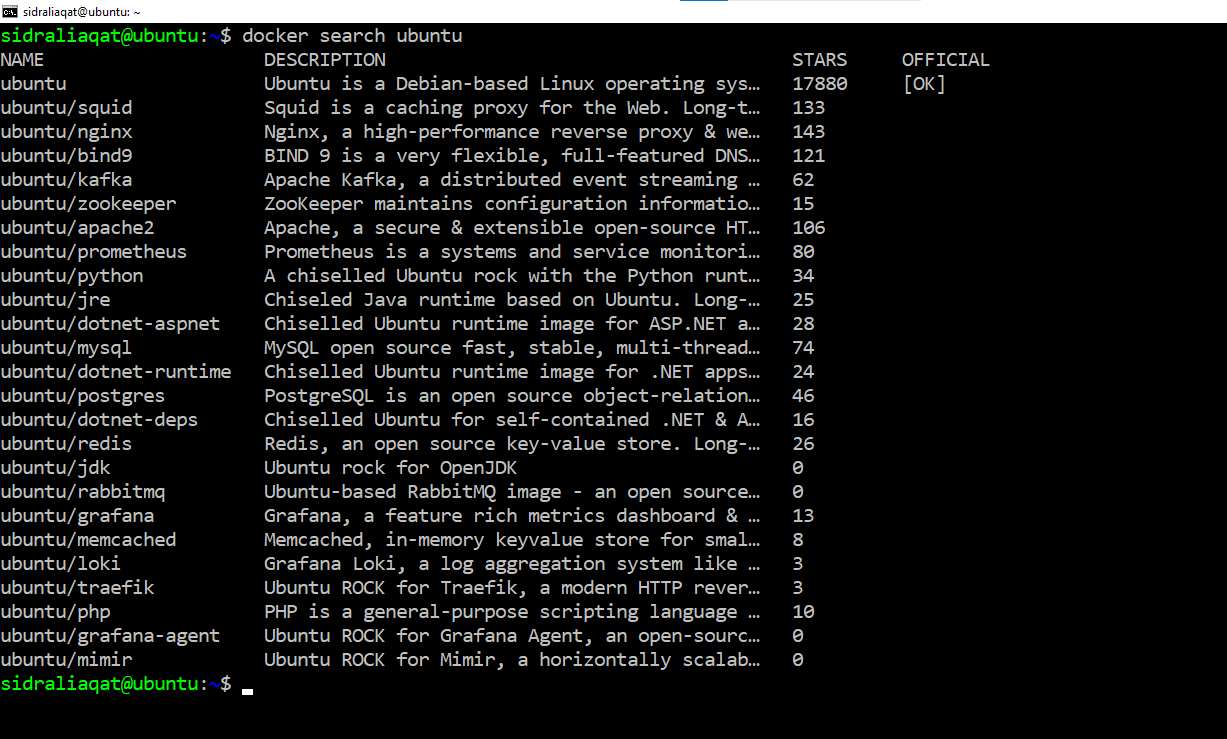 sidraliaqat@ubuntu: ~
sidraliaqat@ubuntu:~$ docker search ubuntu
NAME DESCRIPTION STARS OFFICIAL
ubuntu Ubuntu is a Debian-based Linux operating sys… 17880 [OK]
ubuntu/squid Squid is a caching proxy for the Web. Long-t… 133
ubuntu/nginx Nginx, a high-performance reverse proxy & we… 143
ubuntu/bind9 BIND 9 is a very flexible, full-featured DNS… 121
ubuntu/kafka Apache Kafka, a distributed event streaming … 62
ubuntu/zookeeper ZooKeeper maintains configuration informatio… 15
ubuntu/apache2 Apache, a secure & extensible open-source HT… 106
ubuntu/prometheus Prometheus is a systems and service monitori… 80
ubuntu/python A chiselled Ubuntu rock with the Python runt… 34
ubuntu/jre Chiseled Java runtime based on Ubuntu. Long-… 25
ubuntu/dotnet-aspnet Chiselled Ubuntu runtime image for ASP.NET a… 28
ubuntu/mysql MySQL open source fast, stable, multi-thread… 74
ubuntu/dotnet-runtime Chiselled Ubuntu runtime image for .NET apps… 24
ubuntu/postgres PostgreSQL is an open source object-relation… 46
ubuntu/dotnet-deps Chiselled Ubuntu for self-contained .NET & A… 16
ubuntu/redis Redis, an open source key-value store. Long-… 26
ubuntu/jdk Ubuntu rock for OpenJDK 0
ubuntu/rabbitmq Ubuntu-based RabbitMQ image - an open source… 0
ubuntu/grafana Grafana, a feature rich metrics dashboard & … 13
ubuntu/memcached Memcached, in-memory keyvalue store for smal… 8
ubuntu/loki Grafana Loki, a log aggregation system like … 3
ubuntu/traefik Ubuntu ROCK for Traefik, a modern HTTP rever… 3
ubuntu/php PHP is a general-purpose scripting language … 10
ubuntu/grafana-agent Ubuntu ROCK for Grafana Agent, an open-sourc… 0
ubuntu/mimir Ubuntu ROCK for Mimir, a horizontally scalab… 0
sidraliaqat@ubuntu:~$